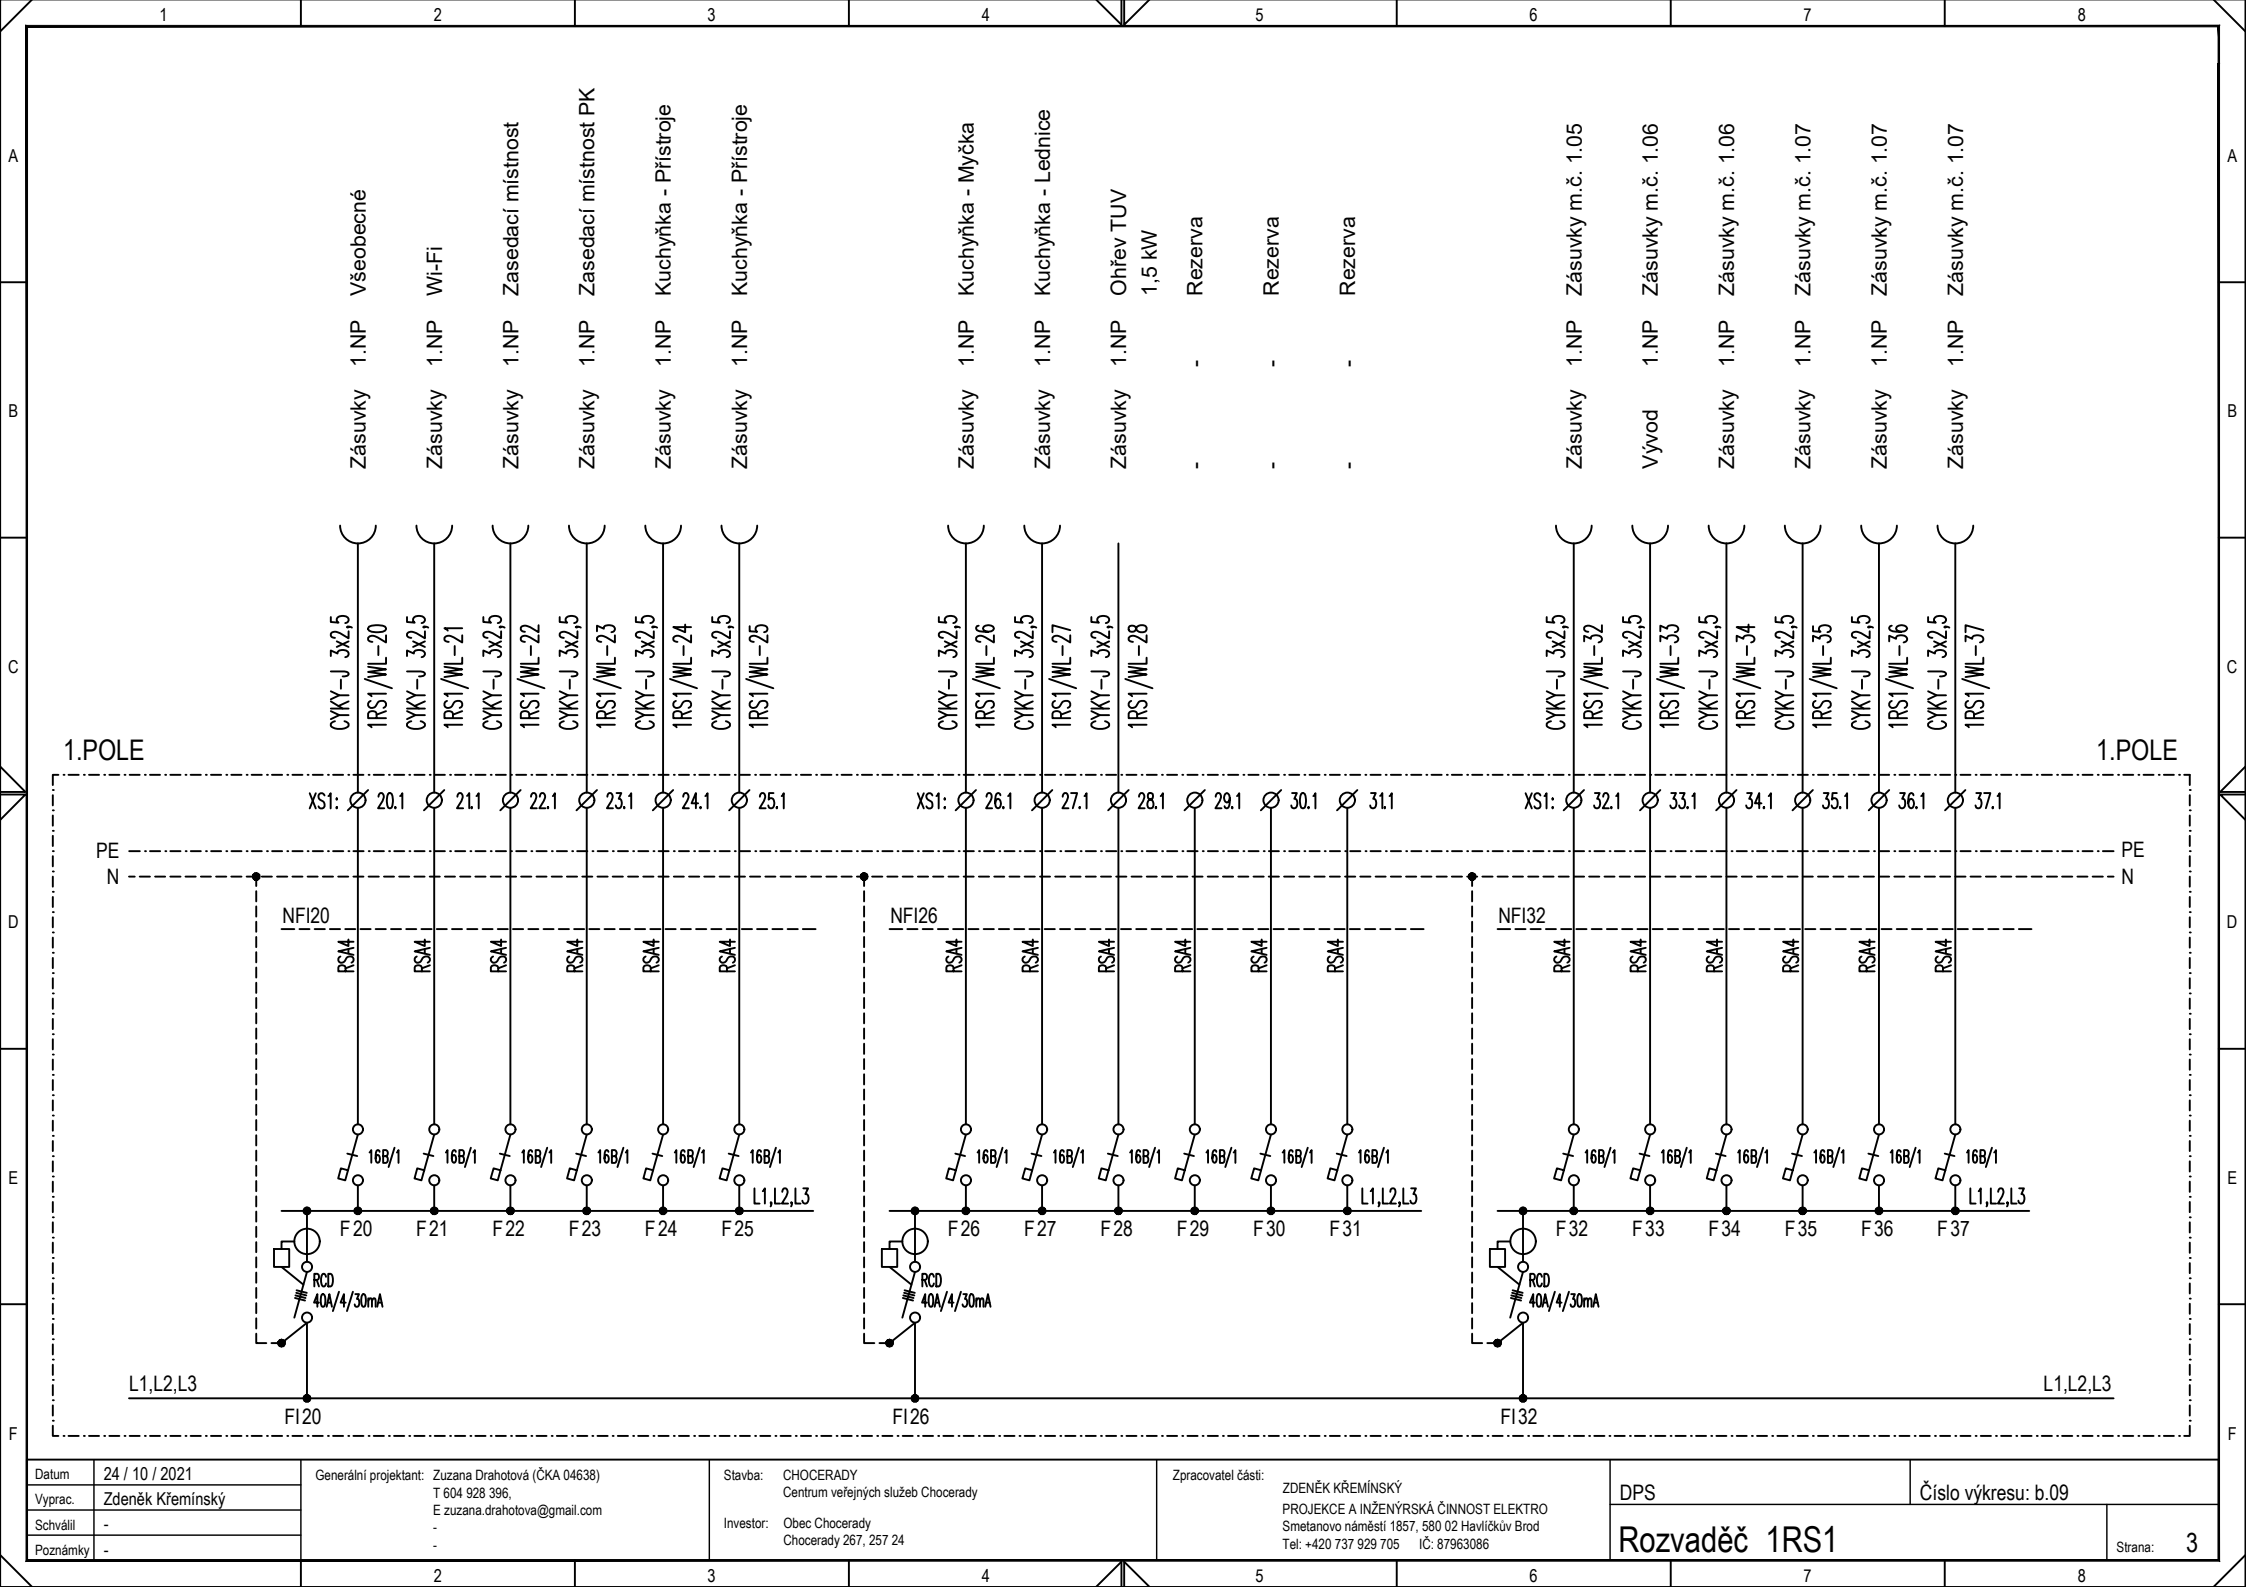 1 2 3 4 5 6 7 8
A A
B B
C C
D D
E E
F F
Zásuvky 1.NP Všeobecné
Zásuvky 1.NP Wi-Fi
Zásuvky 1.NP Zasedací místnost
Zásuvky 1.NP Zasedací místnost PK
Zásuvky 1.NP Kuchyňka - Přístroje
Zásuvky 1.NP Kuchyňka - Přístroje
Zásuvky 1.NP Kuchyňka - Myčka
Zásuvky 1.NP Kuchyňka - Lednice
Zásuvky 1.NP Ohřev TUV
1,5 kW
- - Rezerva
- - Rezerva
- - Rezerva
Zásuvky 1.NP Zásuvky m.č. 1.05
Vývod 1.NP Zásuvky m.č. 1.06
Zásuvky 1.NP Zásuvky m.č. 1.06
Zásuvky 1.NP Zásuvky m.č. 1.07
Zásuvky 1.NP Zásuvky m.č. 1.07
Zásuvky 1.NP Zásuvky m.č. 1.07
CYKY-J 3x2,5
1RS1/WL-20
CYKY-J 3x2,5
1RS1/WL-21
CYKY-J 3x2,5
1RS1/WL-22
CYKY-J 3x2,5
1RS1/WL-23
CYKY-J 3x2,5
1RS1/WL-24
CYKY-J 3x2,5
1RS1/WL-25
CYKY-J 3x2,5
1RS1/WL-26
CYKY-J 3x2,5
1RS1/WL-27
CYKY-J 3x2,5
1RS1/WL-28
CYKY-J 3x2,5
1RS1/WL-32
CYKY-J 3x2,5
1RS1/WL-33
CYKY-J 3x2,5
1RS1/WL-34
CYKY-J 3x2,5
1RS1/WL-35
CYKY-J 3x2,5
1RS1/WL-36
CYKY-J 3x2,5
1RS1/WL-37
1.POLE 1.POLE
XS1: 20.1 21.1 22.1 23.1 24.1 25.1 XS1: 26.1 27.1 28.1 29.1 30.1 31.1 XS1: 32.1 33.1 34.1 35.1 36.1 37.1
PE PE
N N
NFI20 NFI26 NFI32
RSA4 RSA4 RSA4 RSA4 RSA4 RSA4 RSA4 RSA4 RSA4 RSA4 RSA4 RSA4 RSA4 RSA4 RSA4 RSA4 RSA4 RSA4
16B/1 16B/1 16B/1 16B/1 16B/1 16B/1 16B/1 16B/1 16B/1 16B/1 16B/1 16B/1 16B/1 16B/1 16B/1 16B/1 16B/1 16B/1
L1,L2,L3 L1,L2,L3 L1,L2,L3
F20 F21 F22 F23 F24 F25 F26 F27 F28 F29 F30 F31 F32 F33 F34 F35 F36 F37
RCD RCD RCD
40A/4/30mA 40A/4/30mA 40A/4/30mA
L1,L2,L3 L1,L2,L3
FI20 FI26 FI32
Datum 24 / 10 / 2021
Vyprac. Zdeněk Křemínský
Schválil -
Poznámky -
Generální projektant: Zuzana Drahotová (ČKA 04638)
T 604 928 396,
E zuzana.drahotova@gmail.com
-
-
Stavba: CHOCERADY
Centrum veřejných služeb Chocerady
Investor: Obec Chocerady
Chocerady 267, 257 24
Zpracovatel části:
ZDENĚK KŘEMÍNSKÝ
PROJEKCE A INŽENÝRSKÁ ČINNOST ELEKTRO
Smetanovo náměstí 1857, 580 02 Havlíčkův Brod
Tel: +420 737 929 705 IČ: 87963086
DPS Číslo výkresu: b.09
Rozvaděč 1RS1 Strana: 3
2 3 4 5 6 7 8